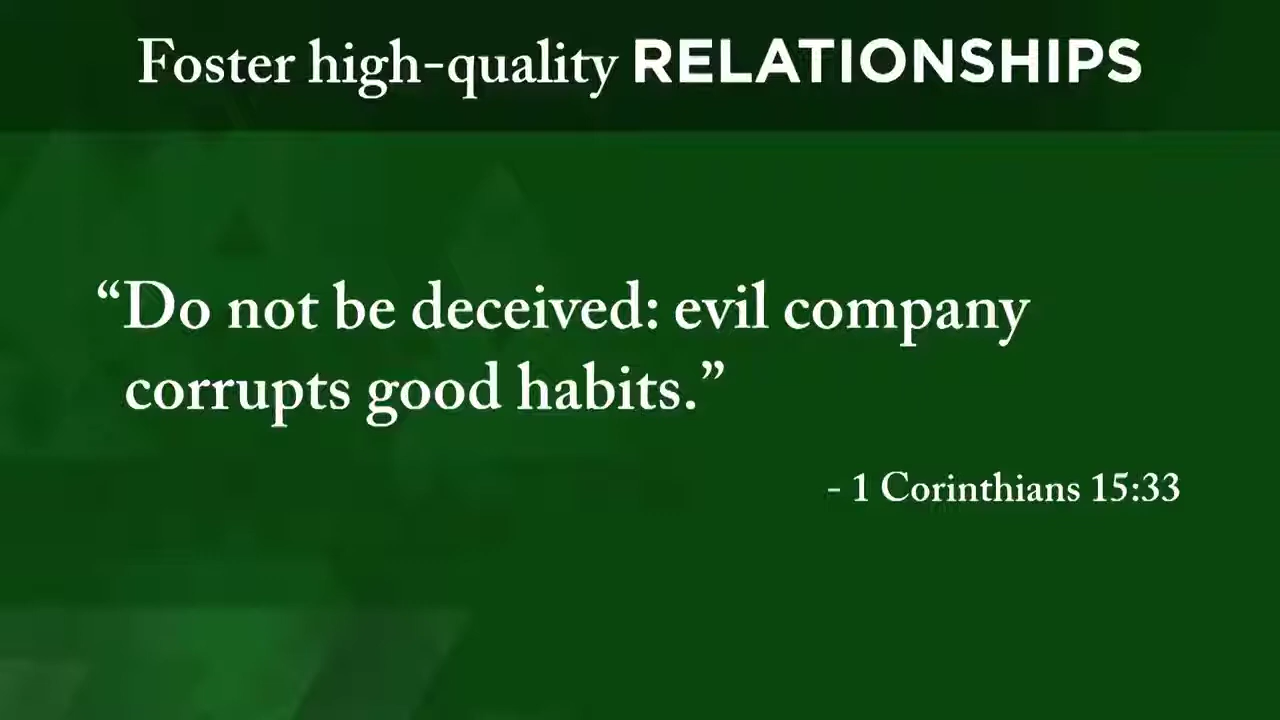 Foster high-quality RELATIONSHIPS
“Do not be deceived: evil company
corrupts good habits.”
- 1 Corinthians 15:33